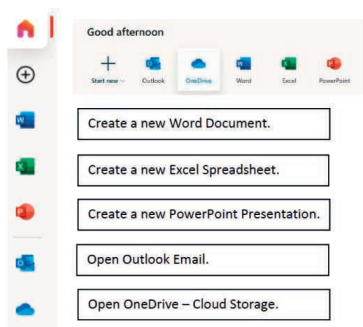 Good afternoon
Start new Outlook OneDrive Word Excel PowerPoint
Create a new Word Document.
Create a new Excel Spreadsheet.
Create a new PowerPoint Presentation.
Open Outlook Email.
Open OneDrive – Cloud Storage.